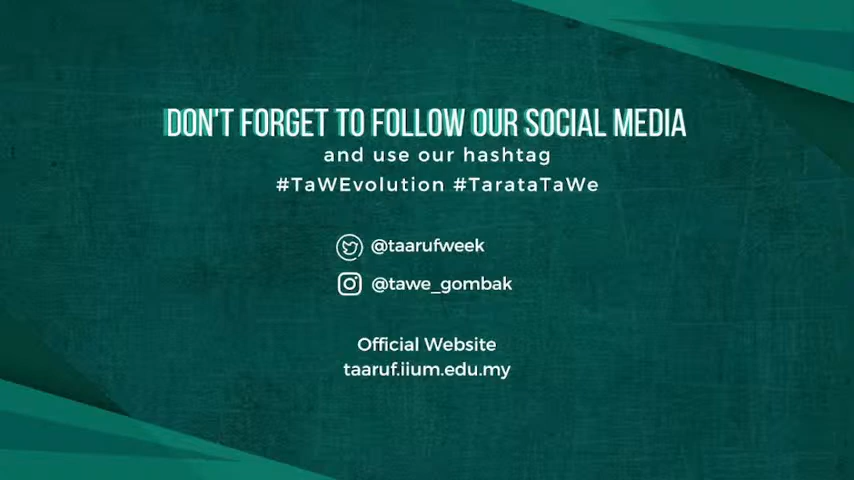 DON'T FORGET TO FOLLOW OUR SOCIAL MEDIA
and use our hashtag
#TaWEvolution #TarataTaWe
@taarufweek
@tawe_gombak
Official Website
taaruf.iium.edu.my